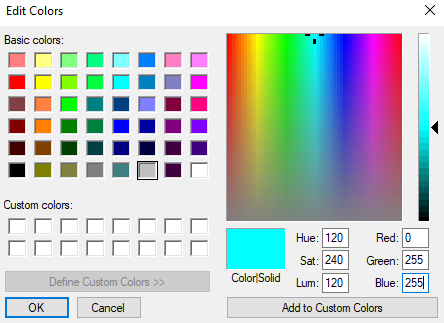 Edit Colors
Basic colors:
Custom colors:
Define Custom Colors >>
OK
Cancel
Color|Solid
Hue: 120
Sat: 240
Lum: 120
Red: 0
Green: 255
Blue: 255
Add to Custom Colors